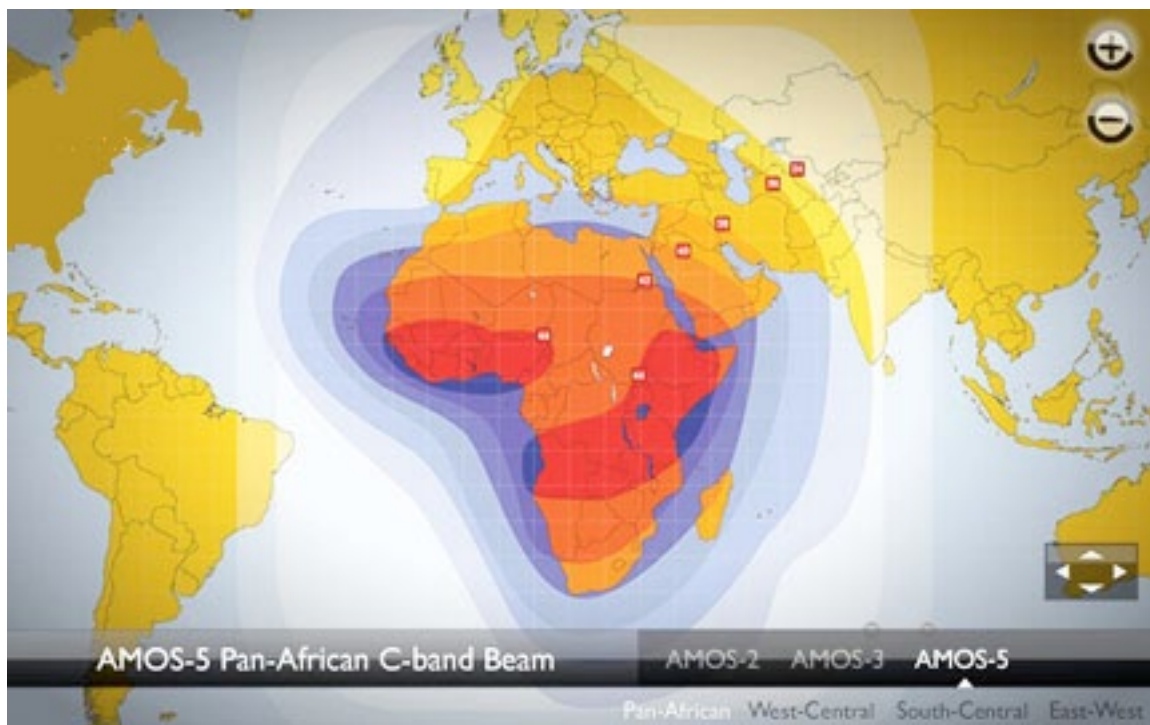 AMOS-5 Pan-African C-band Beam
AMOS-2 AMOS-3 AMOS-5
Pan-African West-Central South-Central East-West